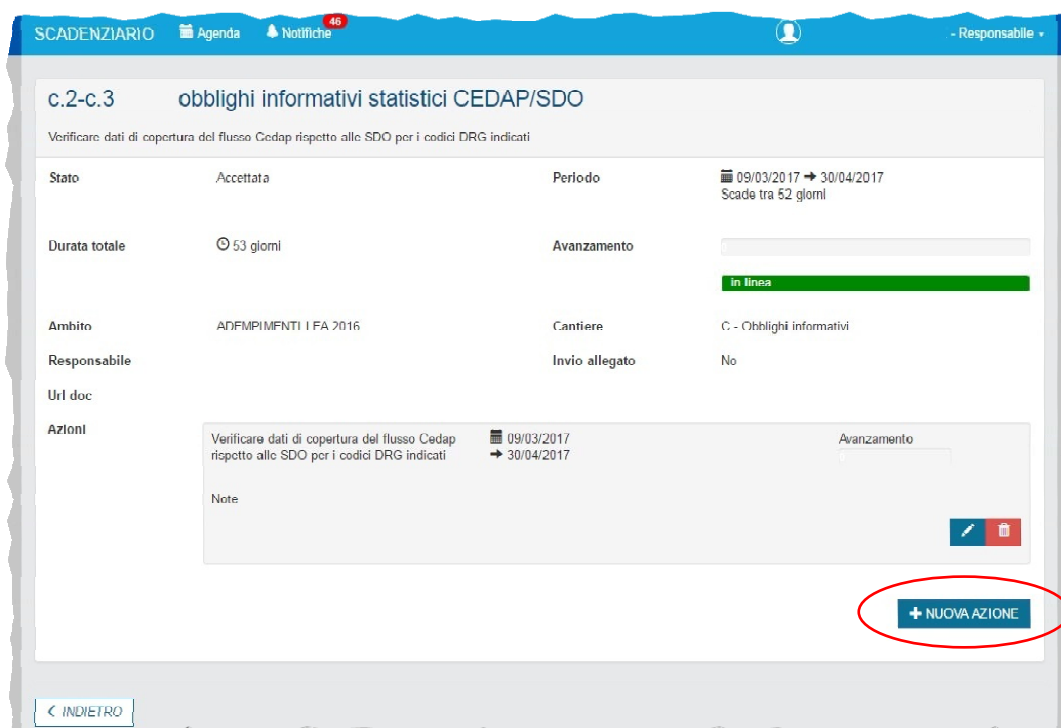 SCADENZIARIO Agenda Notifiche 46 - Responsabile
c.2-c.3 obblighi informativi statistici CEDAP/SDO
Verificare dati di copertura del flusso Cedap rispetto alle SDO per i codici DRG indicati
Stato Accettata Periodo 09/03/2017 → 30/04/2017
Scade tra 52 giorni
Durata totale 53 giorni Avanzamento
in linea
Ambito ADEMPIMENTI LEA 2016 Cantiere C - Obblighi informativi
Responsabile Invio allegato No
Url doc
Azioni
Verificare dati di copertura del flusso Cedap 09/03/2017 Avanzamento
rispetto alle SDO per i codici DRG indicati → 30/04/2017
Note
+ NUOVA AZIONE
< INDIETRO